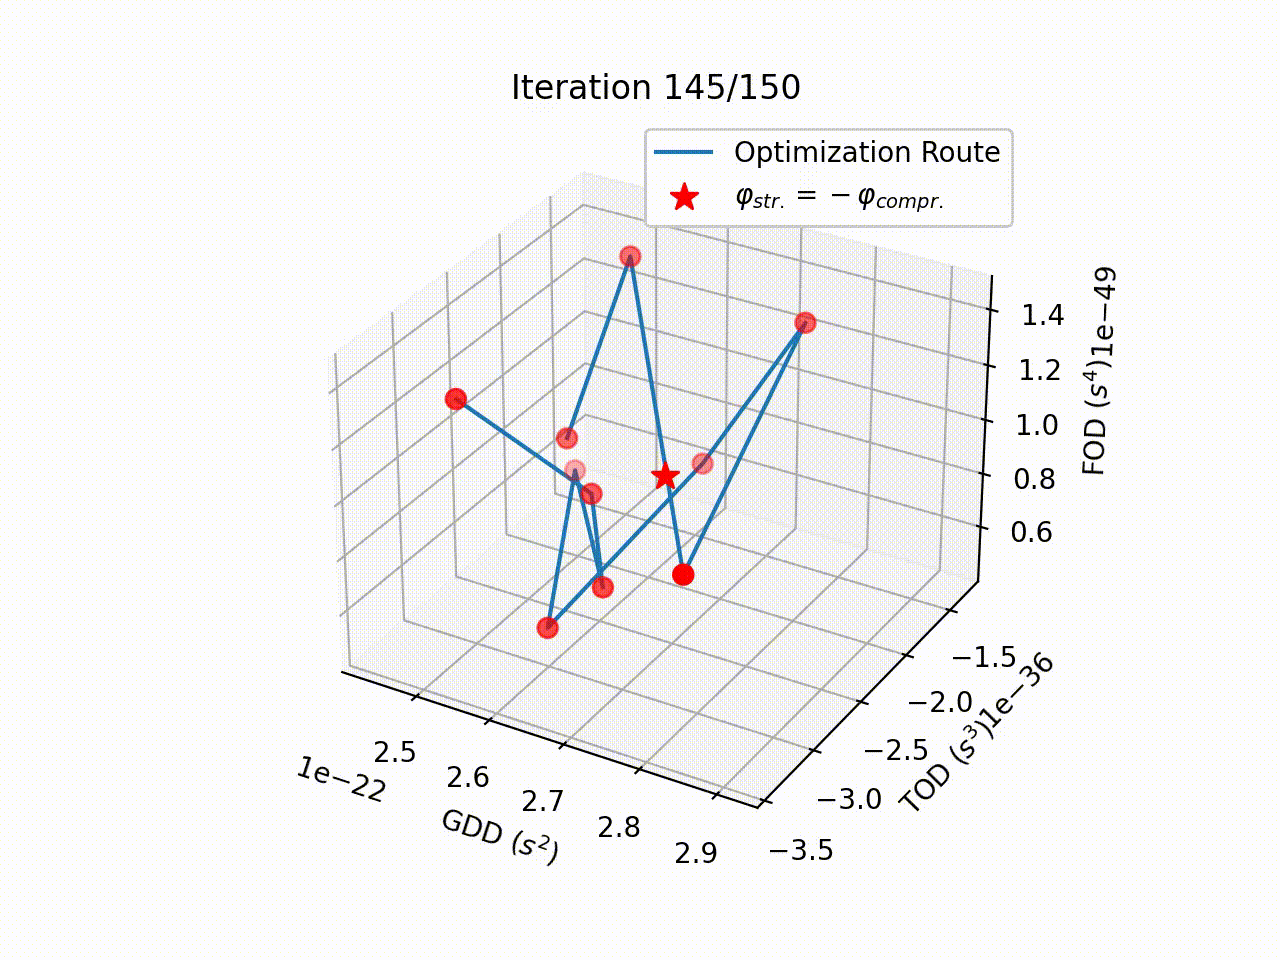 Iteration 145/150
Optimization Route
φstr. = −φcompr.
1.4
1.2
1.0
0.8
0.6
FOD (s⁴)1e−49
−1.5
−2.0
−2.5
−3.0
−3.5
TOD (s³)1e−36
2.5
2.6
2.7
2.8
2.9
1e−22
GDD (s²)